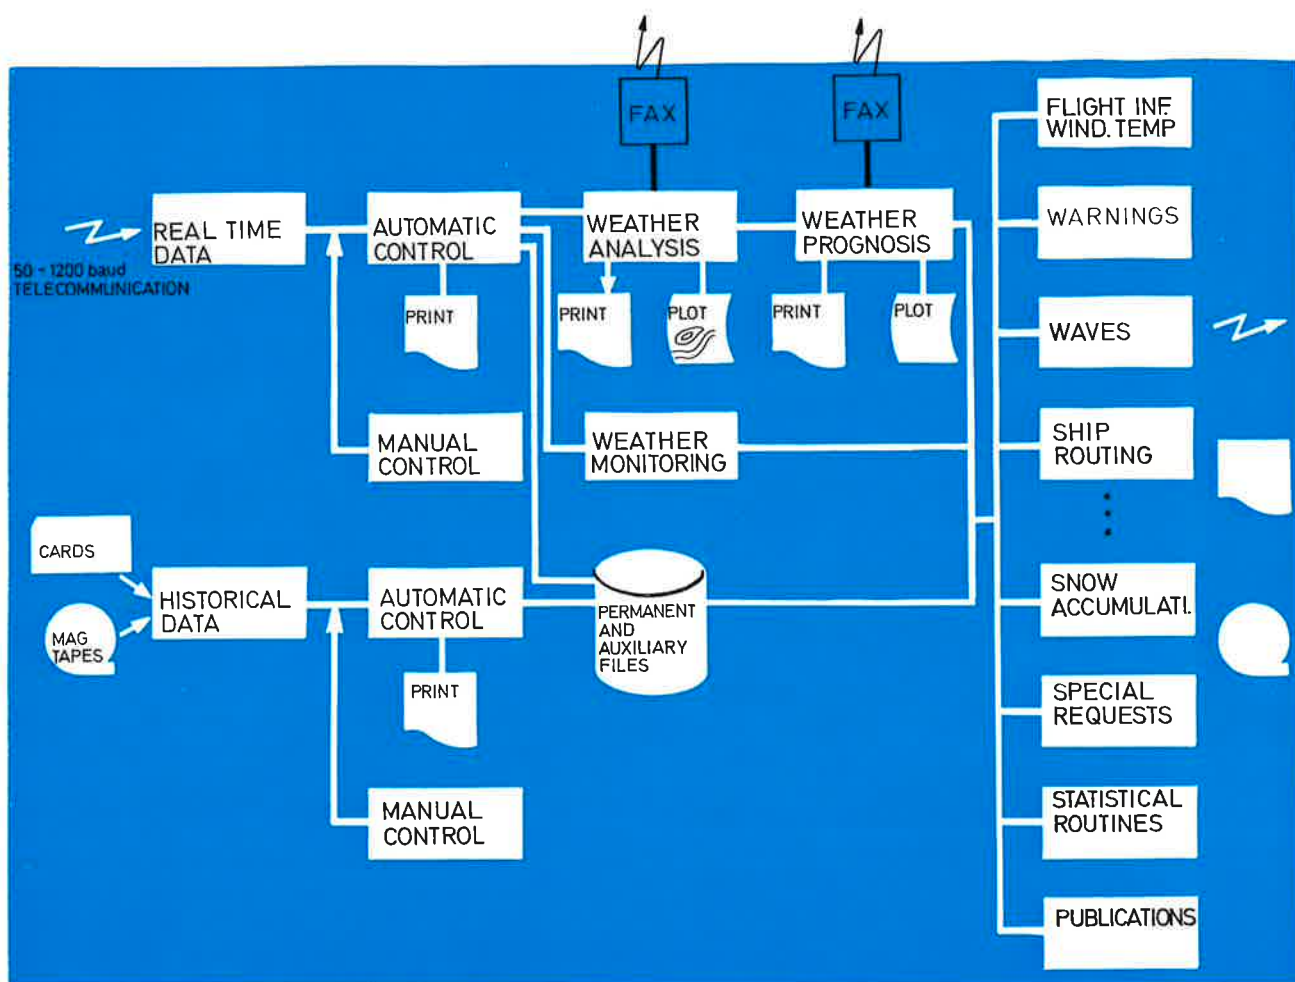 FAX
FAX
FLIGHT INF.
WIND. TEMP
REAL TIME
DATA
AUTOMATIC
CONTROL
WEATHER
ANALYSIS
WEATHER
PROGNOSIS
WARNINGS
50 - 1200 baud
TELECOMMUNICATION
PRINT
PRINT
PLOT
PRINT
PLOT
WAVES
MANUAL
CONTROL
WEATHER
MONITORING
SHIP
ROUTING
CARDS
MAG
TAPES
HISTORICAL
DATA
AUTOMATIC
CONTROL
PERMANENT
AND
AUXILIARY
FILES
SNOW
ACCUMULATI.
PRINT
SPECIAL
REQUESTS
MANUAL
CONTROL
STATISTICAL
ROUTINES
PUBLICATIONS